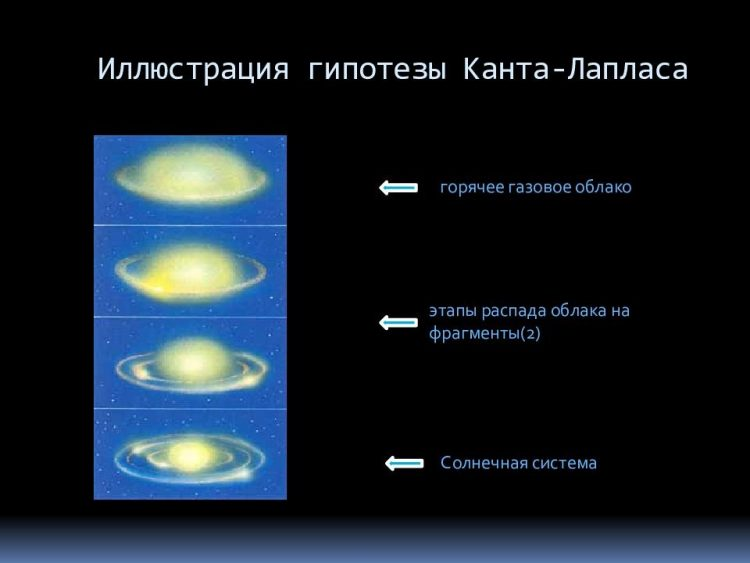 Иллюстрация гипотезы Канта-Лапласа
горячее газовое облако
этапы распада облака на
фрагменты(2)
Солнечная система